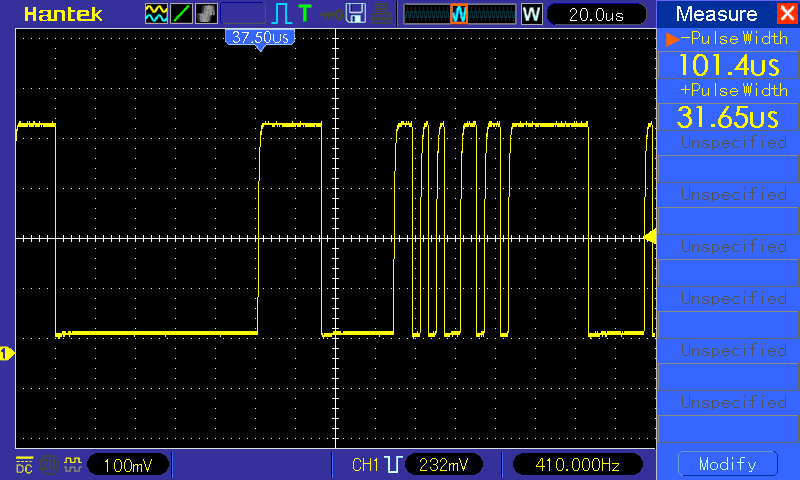 Hantek
T
W
W
20.0us
Measure
37.50us
-Pulse Width
101.4us
+Pulse Width
31.65us
Unspecified
Unspecified
Unspecified
Unspecified
Unspecified
Unspecified
1
DC
100mV
CH1
232mV
410.000Hz
Modify